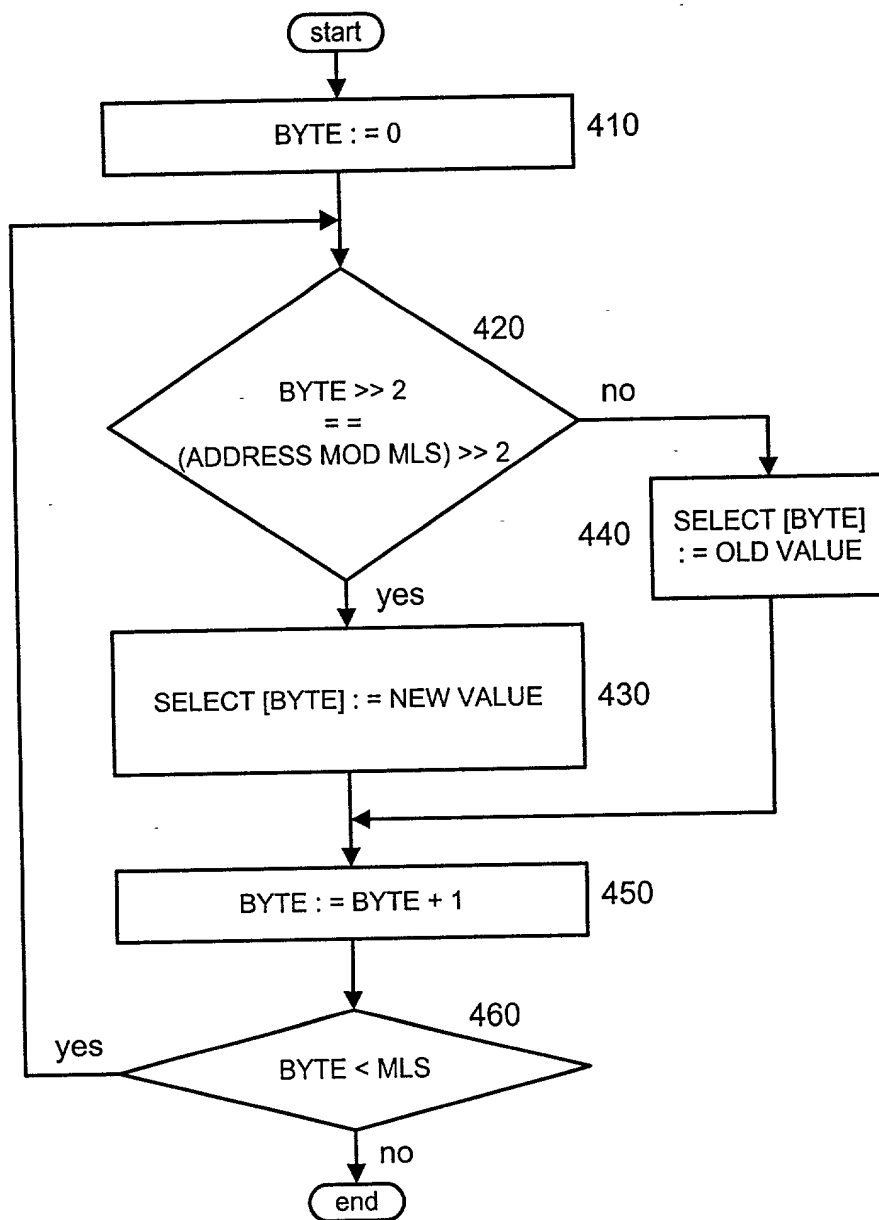 start
BYTE : = 0
410
420
BYTE >> 2
= =
(ADDRESS MOD MLS) >> 2
no
440
SELECT [BYTE]
: = OLD VALUE
yes
SELECT [BYTE] : = NEW VALUE
430
BYTE : = BYTE + 1
450
460
yes
BYTE < MLS
no
end